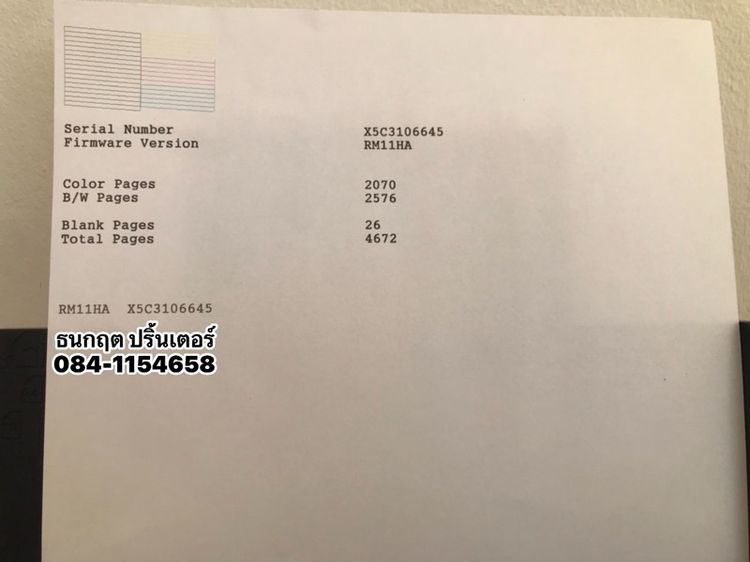 Serial Number X5C3106645
Firmware Version RM11HA
Color Pages 2070
B/W Pages 2576
Blank Pages 26
Total Pages 4672
RM11HA X5C3106645
ธนกฤต ปริ้นเตอร์
084-1154658